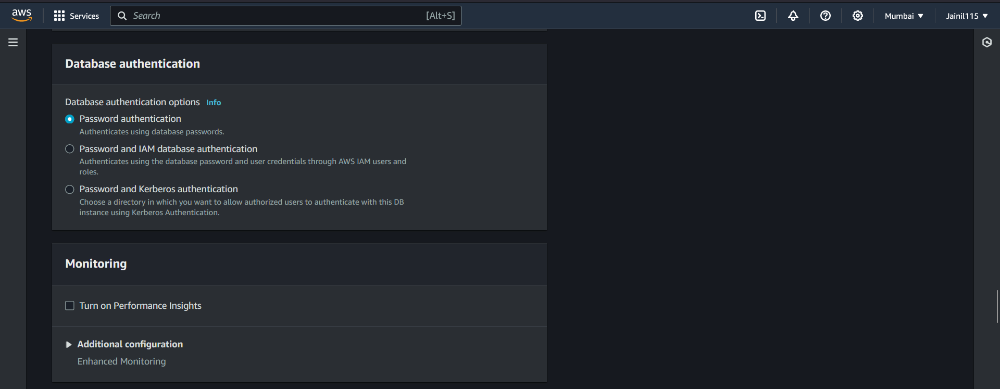 aws
Services
Search
[Alt+S]
Mumbai
Jainil115
Database authentication
Database authentication options Info
Password authentication
Authenticates using database passwords.
Password and IAM database authentication
Authenticates using the database password and user credentials through AWS IAM users and
roles.
Password and Kerberos authentication
Choose a directory in which you want to allow authorized users to authenticate with this DB
instance using Kerberos Authentication.
Monitoring
Turn on Performance Insights
Additional configuration
Enhanced Monitoring